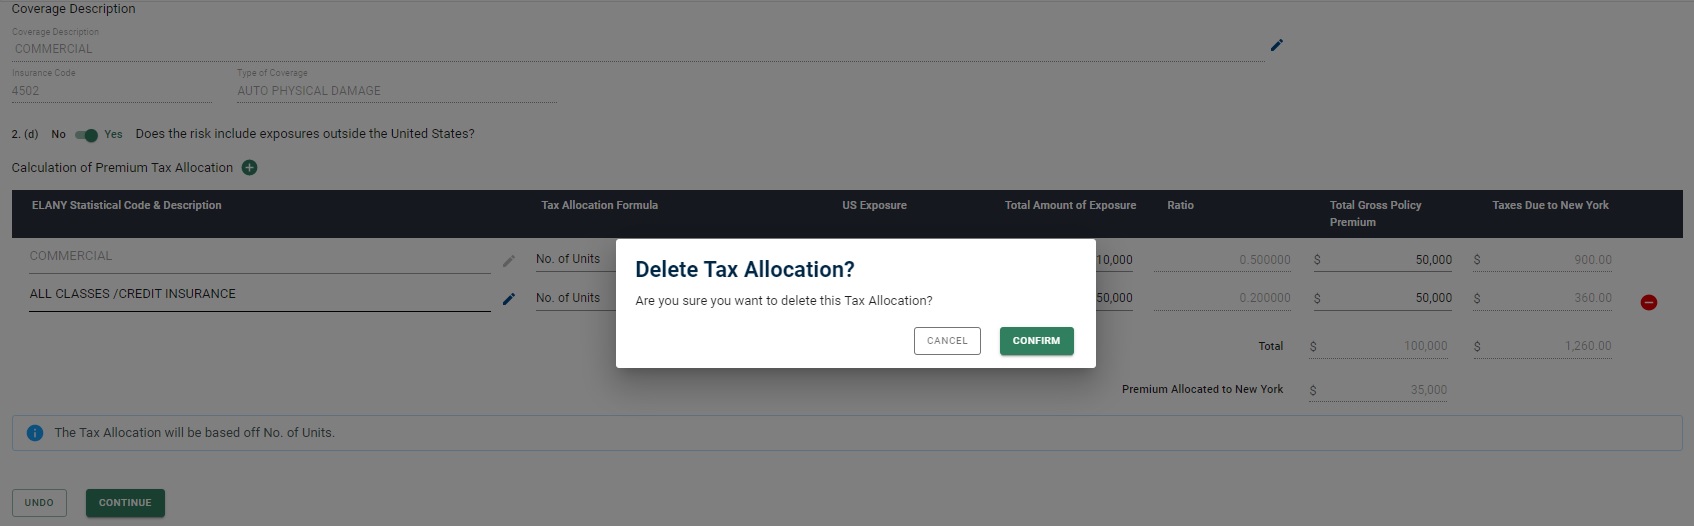 Coverage Description
Coverage Description
COMMERCIAL
Insurance Code Type of Coverage
4502 AUTO PHYSICAL DAMAGE
2. (d) No Yes Does the risk include exposures outside the United States?
Calculation of Premium Tax Allocation
ELANY Statistical Code & Description Tax Allocation Formula US Exposure Total Amount of Exposure Ratio Total Gross Policy Premium Taxes Due to New York
COMMERCIAL No. of Units 10,000 0.500000 $ 50,000 $ 900.00
ALL CLASSES /CREDIT INSURANCE No. of Units 50,000 0.200000 $ 50,000 $ 360.00
Delete Tax Allocation?
Are you sure you want to delete this Tax Allocation?
CANCEL CONFIRM
Total $ 100,000 $ 1,260.00
Premium Allocated to New York $ 35,000
The Tax Allocation will be based off No. of Units.
UNDO CONTINUE